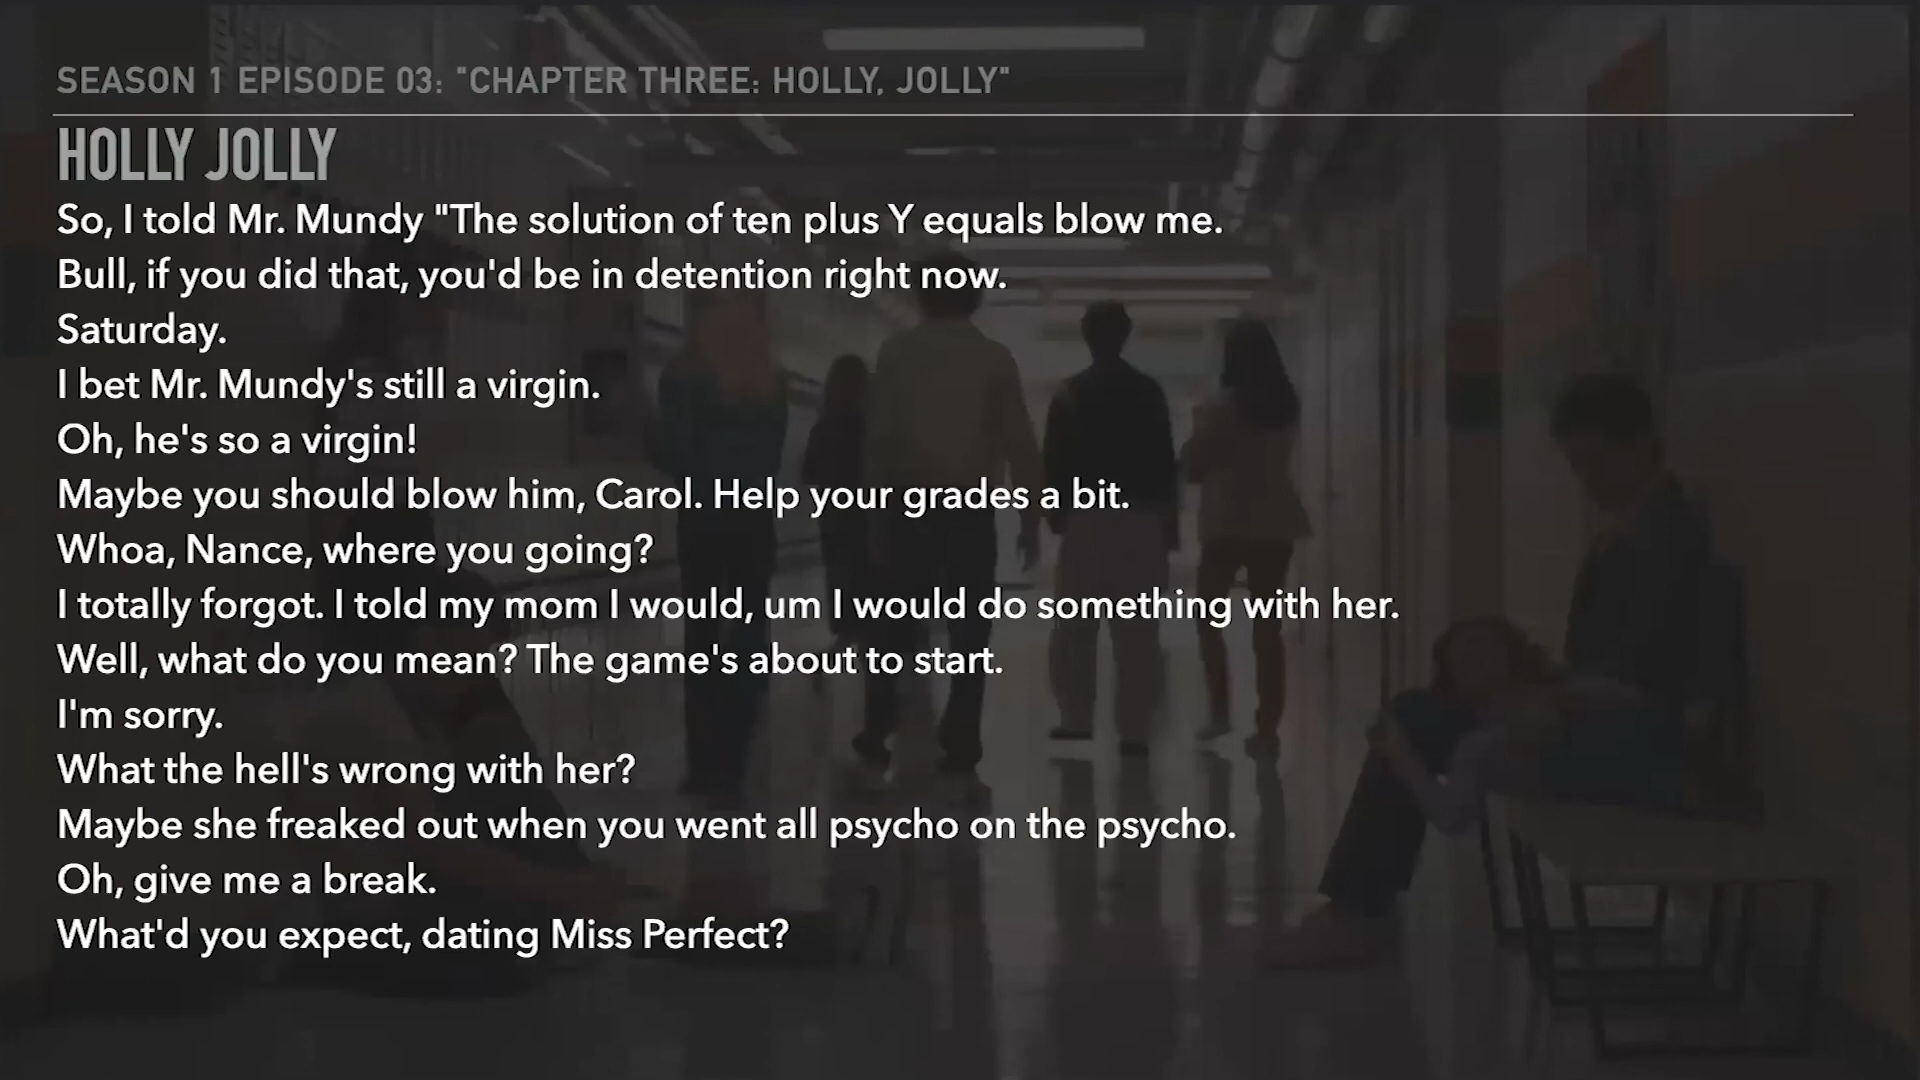 SEASON 1 EPISODE 03: "CHAPTER THREE: HOLLY, JOLLY"
HOLLY JOLLY
So, I told Mr. Mundy "The solution of ten plus Y equals blow me.
Bull, if you did that, you'd be in detention right now.
Saturday.
I bet Mr. Mundy's still a virgin.
Oh, he's so a virgin!
Maybe you should blow him, Carol. Help your grades a bit.
Whoa, Nance, where you going?
I totally forgot. I told my mom I would, um I would do something with her.
Well, what do you mean? The game's about to start.
I'm sorry.
What the hell's wrong with her?
Maybe she freaked out when you went all psycho on the psycho.
Oh, give me a break.
What'd you expect, dating Miss Perfect?